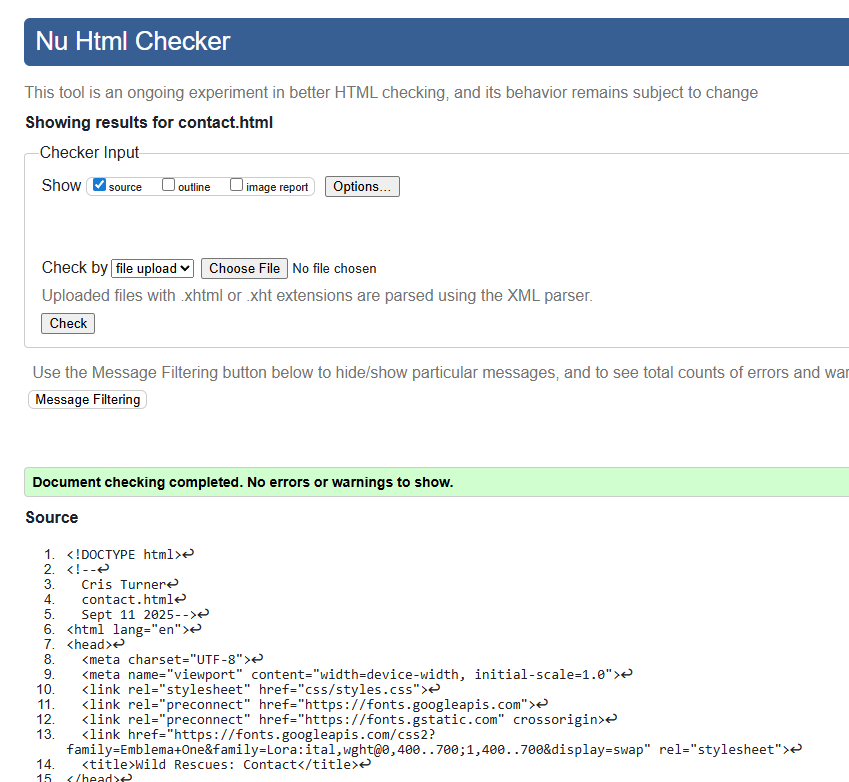 Nu Html Checker
This tool is an ongoing experiment in better HTML checking, and its behavior remains subject to change
Showing results for contact.html
Checker Input
Show source outline image report Options...
Check by file upload Choose File No file chosen
Uploaded files with .xhtml or .xht extensions are parsed using the XML parser.
Check
Use the Message Filtering button below to hide/show particular messages, and to see total counts of errors and war
Message Filtering
Document checking completed. No errors or warnings to show.
Source
1. <!DOCTYPE html>↩
2. <!--↩
3. Cris Turner↩
4. contact.html↩
5. Sept 11 2025-->↩
6. <html lang="en">↩
7. <head>↩
8. <meta charset="UTF-8">↩
9. <meta name="viewport" content="width=device-width, initial-scale=1.0">↩
10. <link rel="stylesheet" href="css/styles.css">↩
11. <link rel="preconnect" href="https://fonts.googleapis.com">↩
12. <link rel="preconnect" href="https://fonts.gstatic.com" crossorigin>↩
13. <link href="https://fonts.googleapis.com/css2?
family=Emblema+One&family=Lora:ital,wght@0,400..700;1,400..700&display=swap" rel="stylesheet">↩
14. <title>Wild Rescues: Contact</title>↩
15. </head>↩